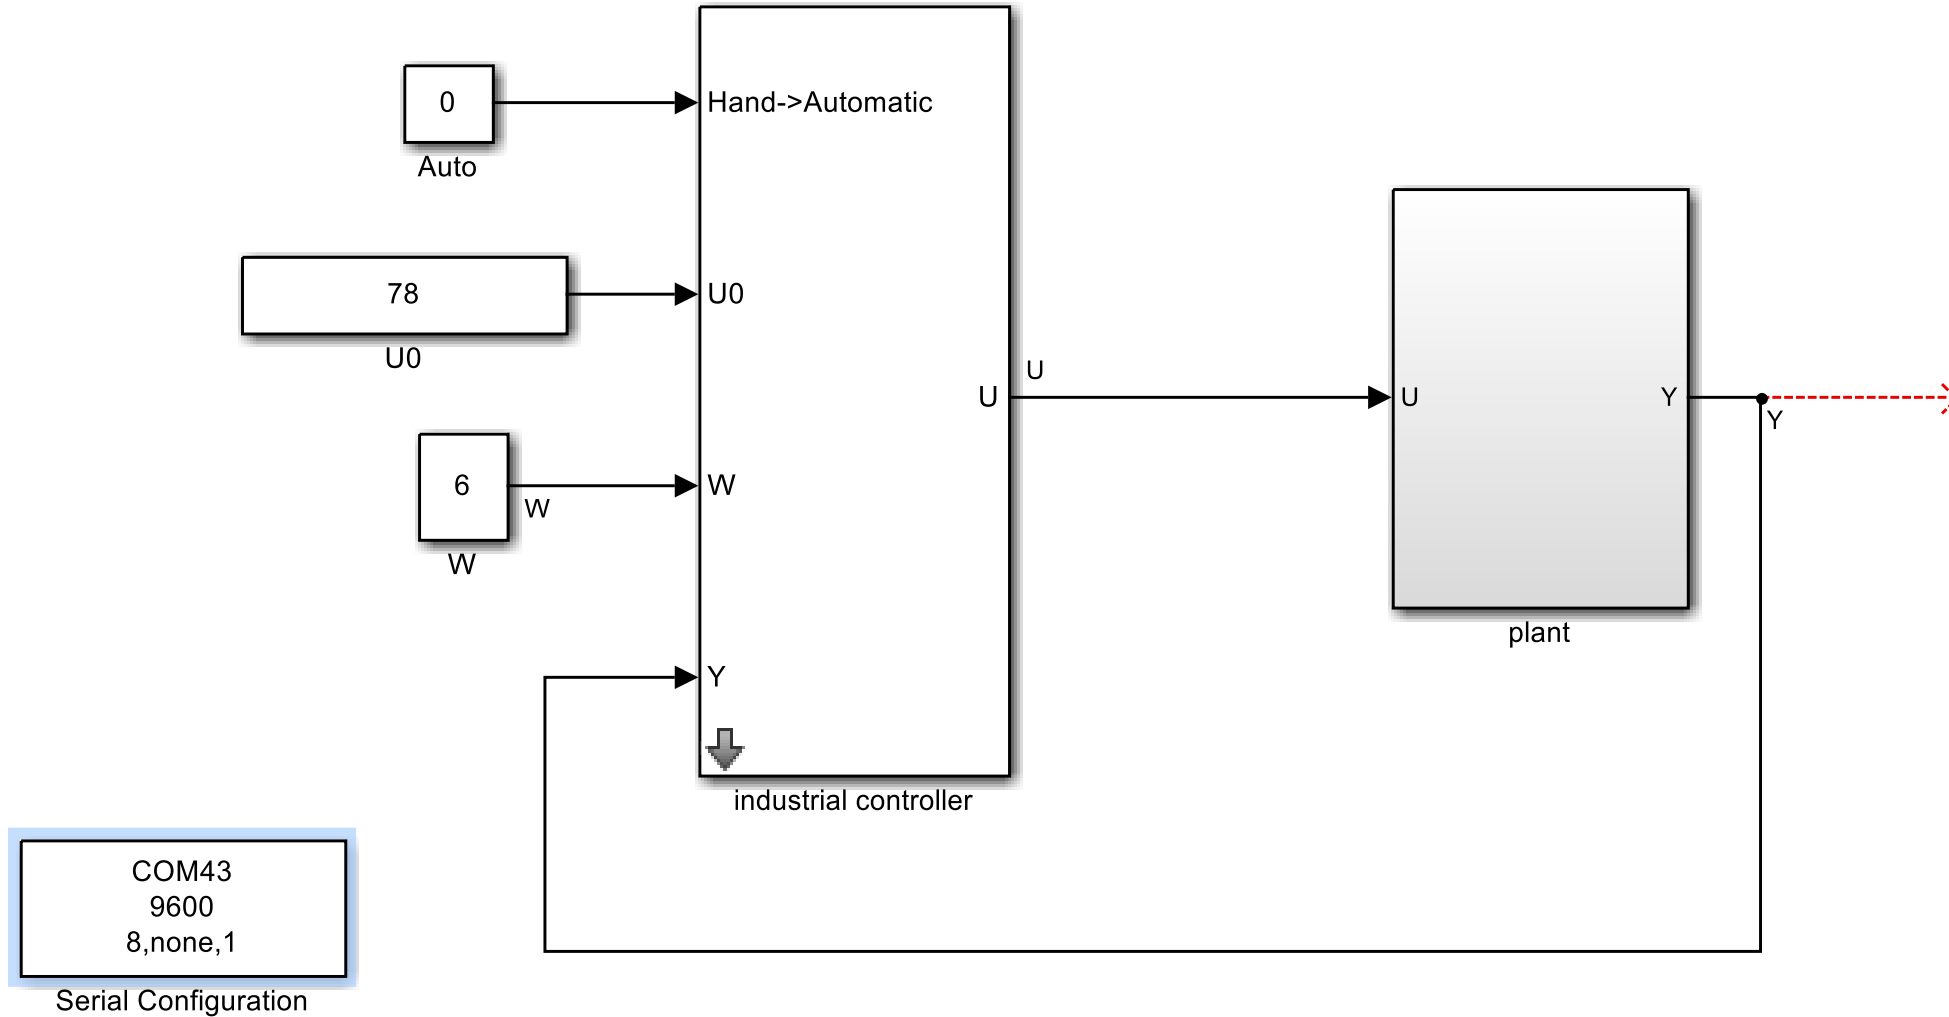 0
Auto
Hand->Automatic
78
U0
U0
6
W
W
W
Y
U
U
industrial controller
U
Y
Y
plant
COM43
9600
8,none,1
Serial Configuration